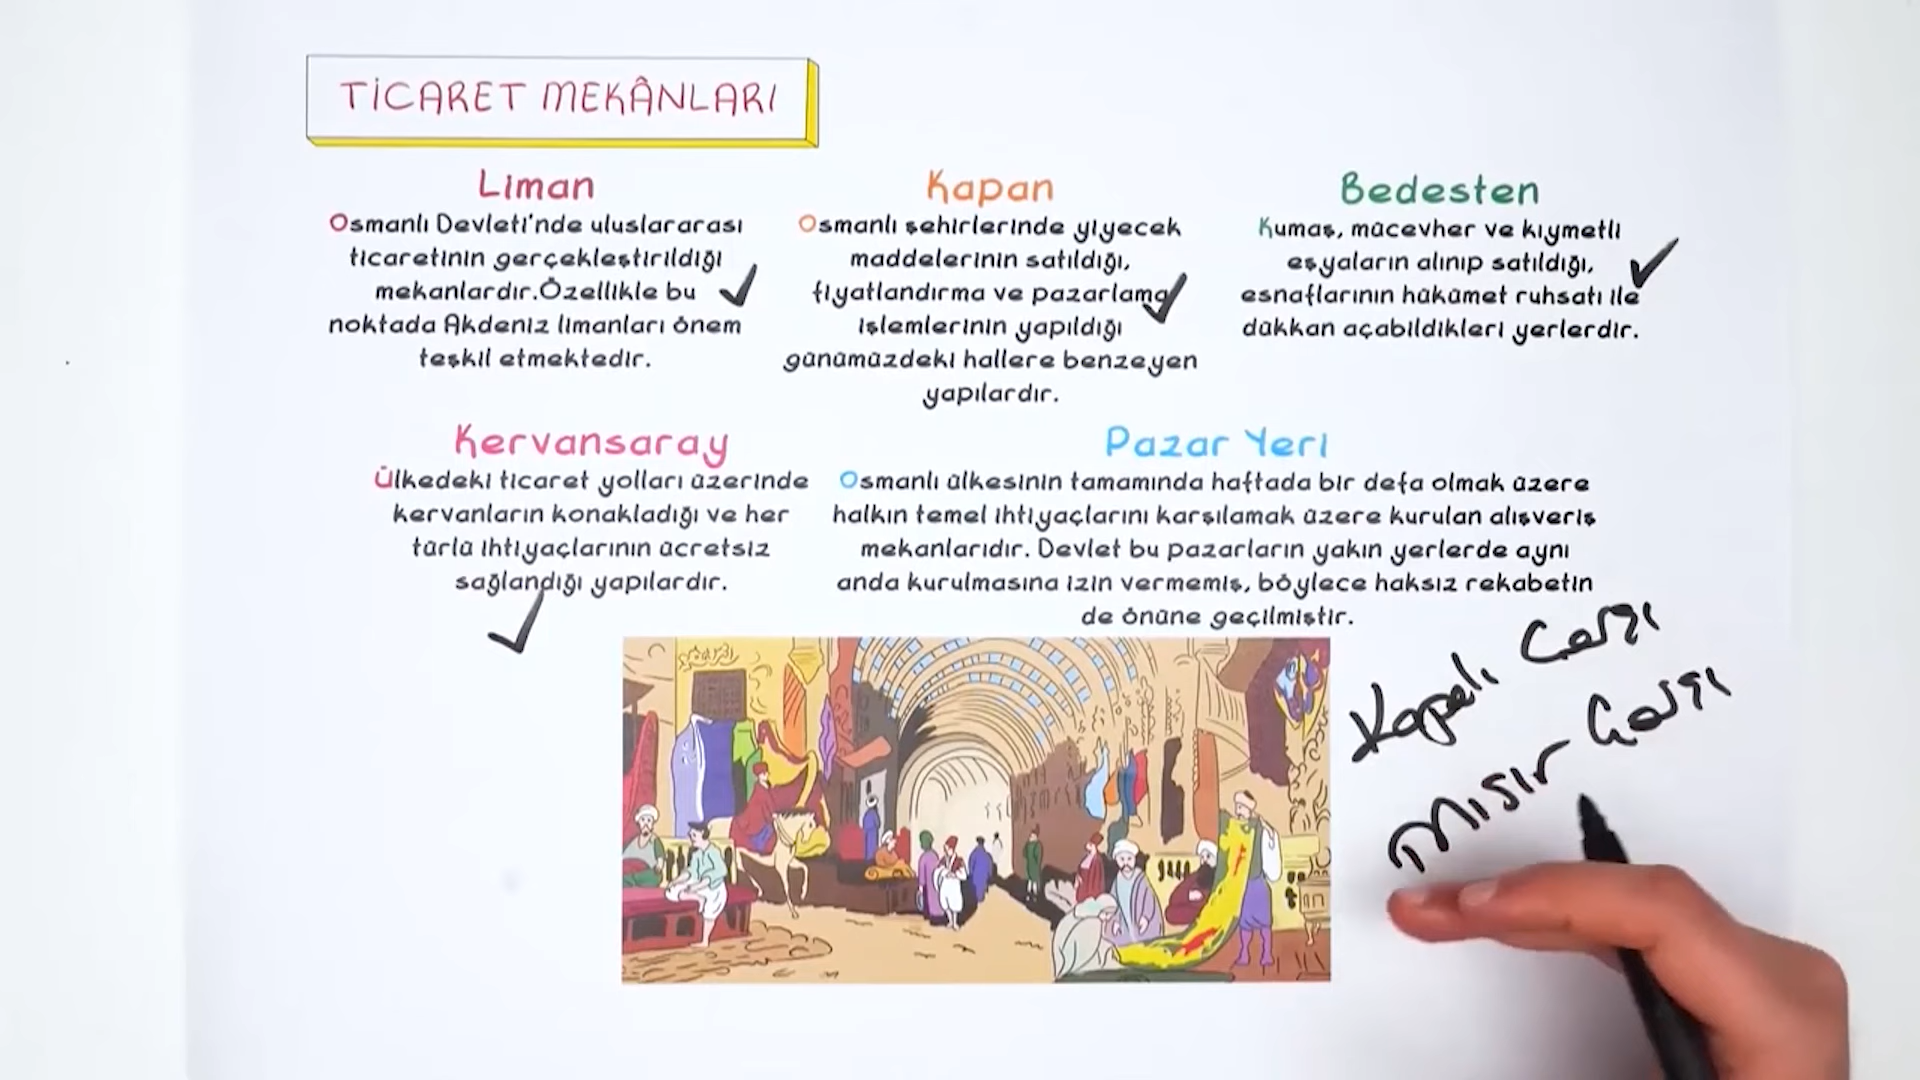 TİCARET MEKÂNLARI
Liman
Osmanlı Devleti'nde uluslararası
ticaretinin gerçekleştirildiği
mekanlardır.Özellikle bu
noktada Akdeniz limanları önem
teşkil etmektedir.
Kapan
Osmanlı şehirlerinde yiyecek
maddelerinin satıldığı,
fiyatlandırma ve pazarlama
işlemlerinin yapıldığı
günümüzdeki hallere benzeyen
yapılardır.
Bedesten
Kumaş, mücevher ve kıymetli
eşyaların alınıp satıldığı,
esnaflarının hükümet ruhsatı ile
dükkan açabildikleri yerlerdir.
Kervansaray
Ülkedeki ticaret yolları üzerinde
kervanların konakladığı ve her
türlü ihtiyaçlarının ücretsiz
sağlandığı yapılardır.
Pazar Yeri
Osmanlı ülkesinin tamamında haftada bir defa olmak üzere
halkın temel ihtiyaçlarını karşılamak üzere kurulan alışveriş
mekanlarıdır. Devlet bu pazarların yakın yerlerde aynı
anda kurulmasına izin vermemiş, böylece haksız rekabetin
de önüne geçilmiştir.
Kapalı Çarşı
Mısır Çarşı